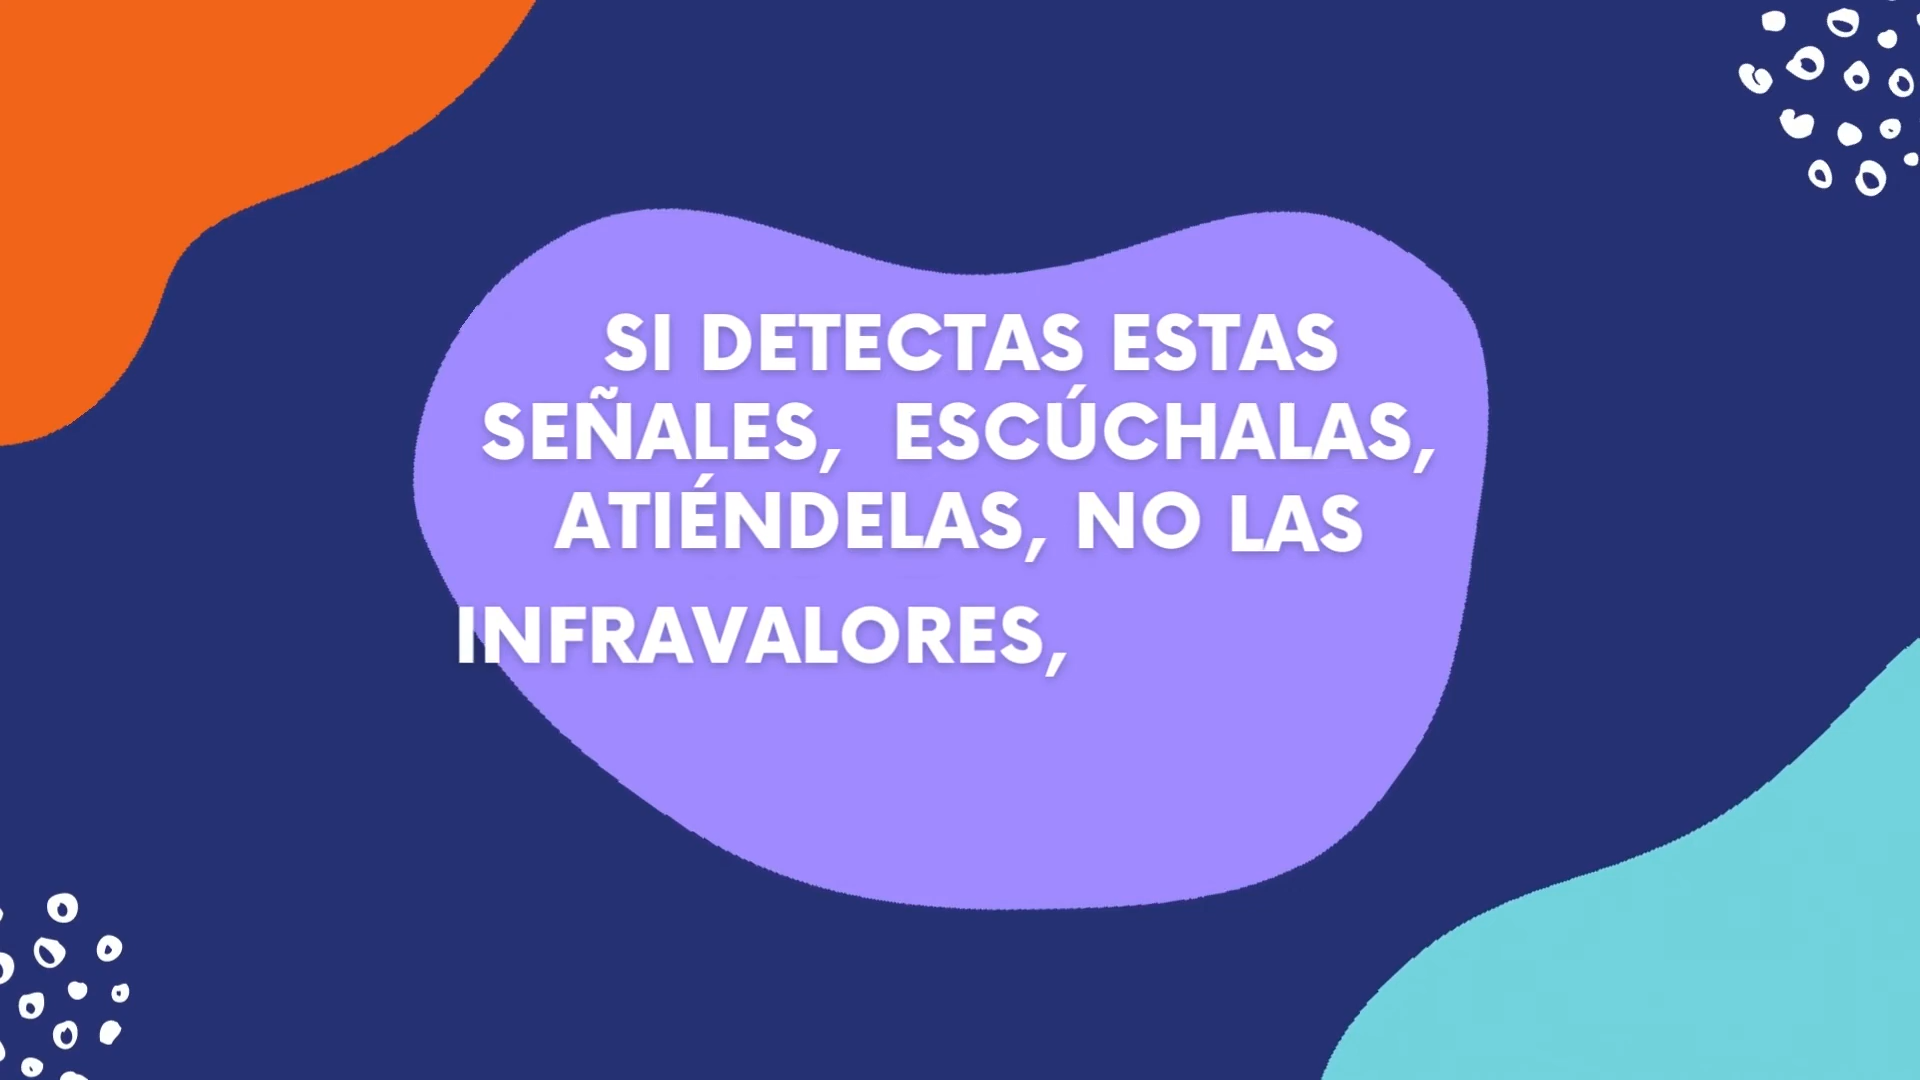 SI DETECTAS ESTAS
SEÑALES, ESCÚCHALAS,
ATIÉNDELAS, NO LAS
INFRAVALORES,